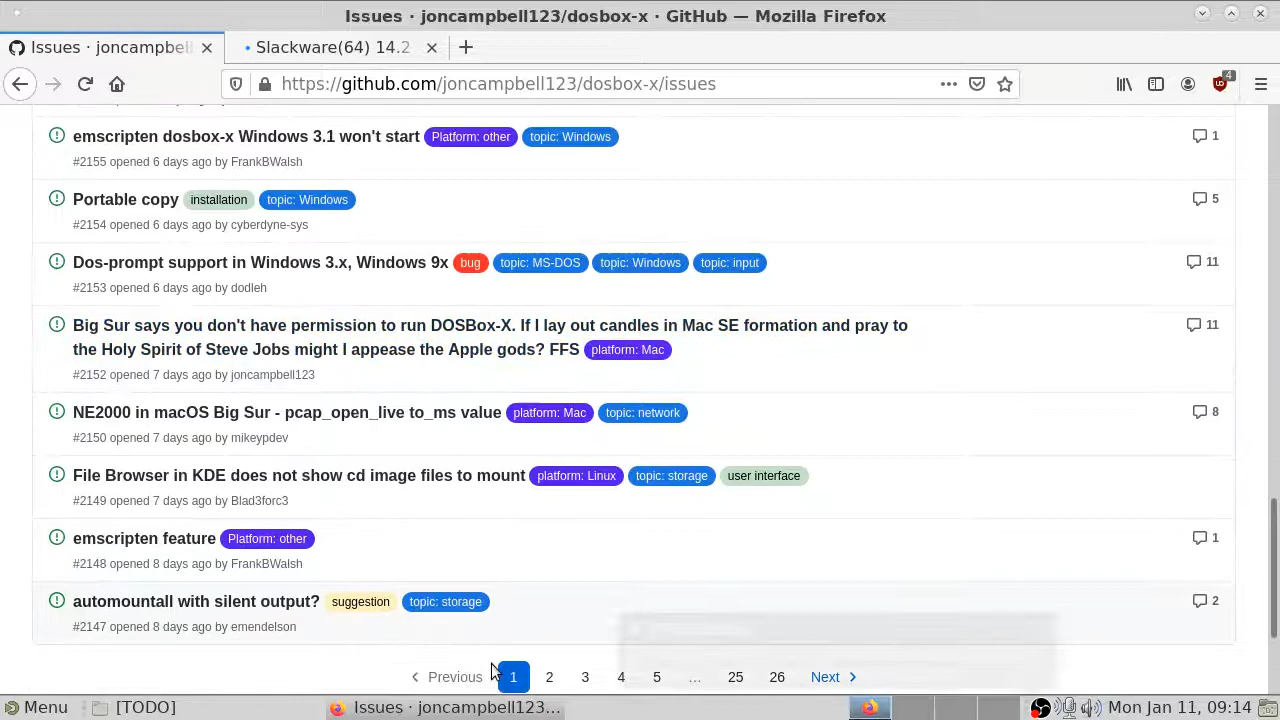 Issues · joncampbell123/dosbox-x · GitHub — Mozilla Firefox
Issues · joncampbell
Slackware(64) 14.2
https://github.com/joncampbell123/dosbox-x/issues
4
emscripten dosbox-x Windows 3.1 won't start Platform: other topic: Windows 1
#2155 opened 6 days ago by FrankBWalsh
Portable copy installation topic: Windows 5
#2154 opened 6 days ago by cyberdyne-sys
Dos-prompt support in Windows 3.x, Windows 9x bug topic: MS-DOS topic: Windows topic: input 11
#2153 opened 6 days ago by dodleh
Big Sur says you don't have permission to run DOSBox-X. If I lay out candles in Mac SE formation and pray to 11
the Holy Spirit of Steve Jobs might I appease the Apple gods? FFS platform: Mac
#2152 opened 7 days ago by joncampbell123
NE2000 in macOS Big Sur - pcap_open_live to_ms value platform: Mac topic: network 8
#2150 opened 7 days ago by mikeypdev
File Browser in KDE does not show cd image files to mount platform: Linux topic: storage user interface
#2149 opened 7 days ago by Blad3forc3
emscripten feature Platform: other 1
#2148 opened 8 days ago by FrankBWalsh
automountall with silent output? suggestion topic: storage 2
#2147 opened 8 days ago by emendelson
Previous 1 2 3 4 5 … 25 26 Next
Menu [TODO] Issues · joncampbell123... Mon Jan 11, 09:14